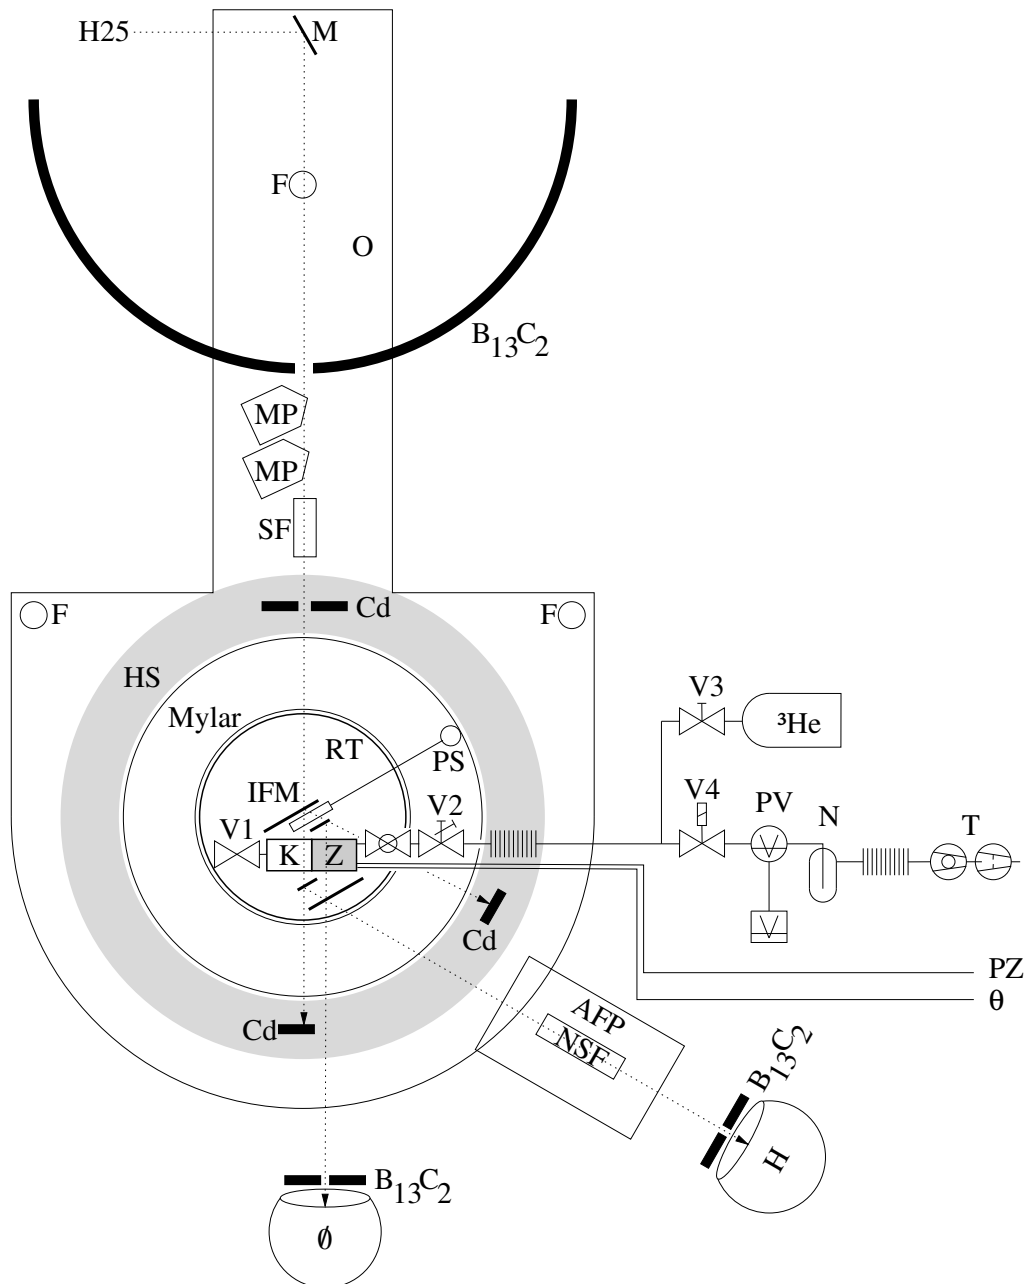 H25
M
F
O
B₁₃C₂
MP
MP
SF
F
Cd
F
HS
Mylar
RT
PS
IFM
V1
K
Z
V2
V3
³He
V4
PV
N
T
Cd
Cd
PZ
θ
AFP
NSF
B₁₃C₂
H
B₁₃C₂
0̸